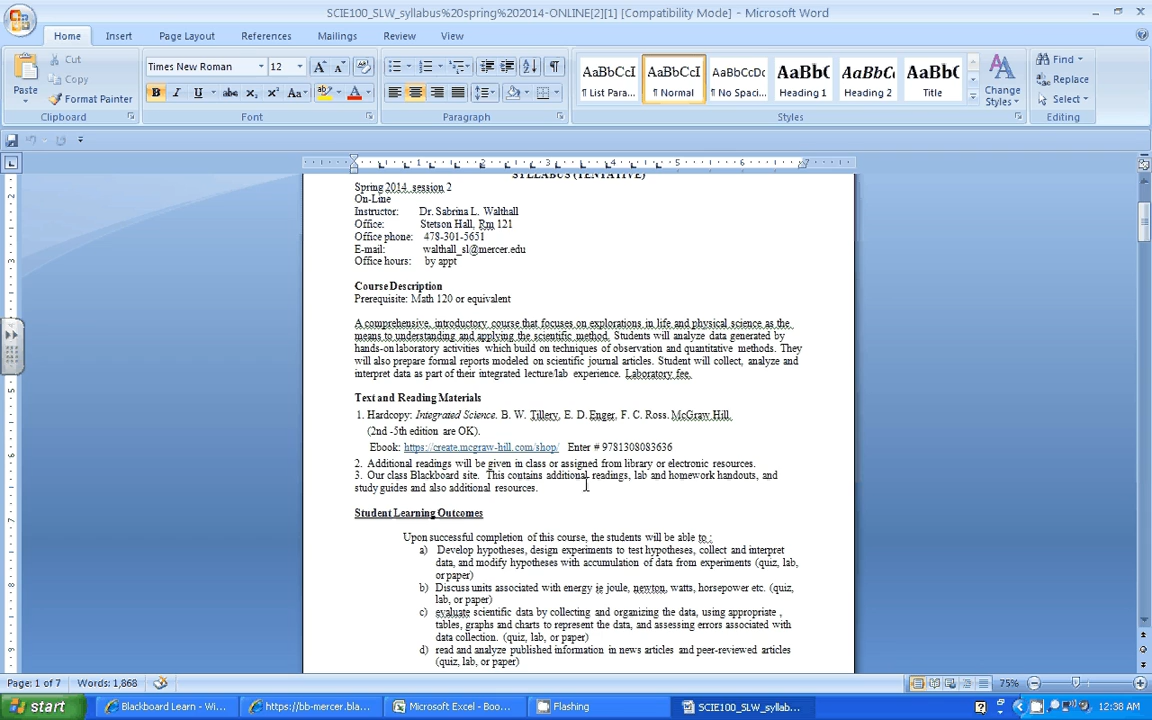 SCIE100_SLW_syllabus%20spring%202014-ONLINE[2][1] [Compatibility Mode] - Microsoft Word
Home Insert Page Layout References Mailings Review View
Paste
Cut
Copy
Format Painter
Clipboard
Times New Roman 12
Font
Paragraph
AaBbCcI AaBbCcI AaBbCcDc AaBbC AaBbCcI AaBbC
¶ List Para... ¶ Normal ¶ No Spaci... Heading 1 Heading 2 Title
Change Styles
Styles
Find
Replace
Select
Editing
SYLLABUS (TENTATIVE)
Spring 2014 session 2
On-Line
Instructor: Dr. Sabrina L. Walthall
Office: Stetson Hall, Rm 121
Office phone: 478-301-5651
E-mail: walthall_sl@mercer.edu
Office hours: by appt
Course Description
Prerequisite: Math 120 or equivalent
A comprehensive, introductory course that focuses on explorations in life and physical science as the
means to understanding and applying the scientific method. Students will analyze data generated by
hands-on laboratory activities which build on techniques of observation and quantitative methods. They
will also prepare formal reports modeled on scientific journal articles. Student will collect, analyze and
interpret data as part of their integrated lecture/lab experience. Laboratory fee.
Text and Reading Materials
1. Hardcopy: Integrated Science, B. W. Tillery, E. D. Enger, F. C. Ross. McGraw Hill.
(2nd -5th edition are OK).
Ebook: https://create.mcgraw-hill.com/shop/ Enter # 9781308083636
2. Additional readings will be given in class or assigned from library or electronic resources.
3. Our class Blackboard site. This contains additional readings, lab and homework handouts, and
study guides and also additional resources.
Student Learning Outcomes
Upon successful completion of this course, the students will be able to :
a) Develop hypotheses, design experiments to test hypotheses, collect and interpret
data, and modify hypotheses with accumulation of data from experiments (quiz, lab,
or paper)
b) Discuss units associated with energy ie joule, newton, watts, horsepower etc. (quiz,
lab, or paper)
c) evaluate scientific data by collecting and organizing the data, using appropriate ,
tables, graphs and charts to represent the data, and assessing errors associated with
data collection. (quiz, lab, or paper)
d) read and analyze published information in news articles and peer-reviewed articles
(quiz, lab, or paper)
Page: 1 of 7 Words: 1,868 75%
start Blackboard Learn - Wi... https://bb-mercer.bla... Microsoft Excel - Boo... Flashing SCIE100_SLW_syllab... 12:38 AM